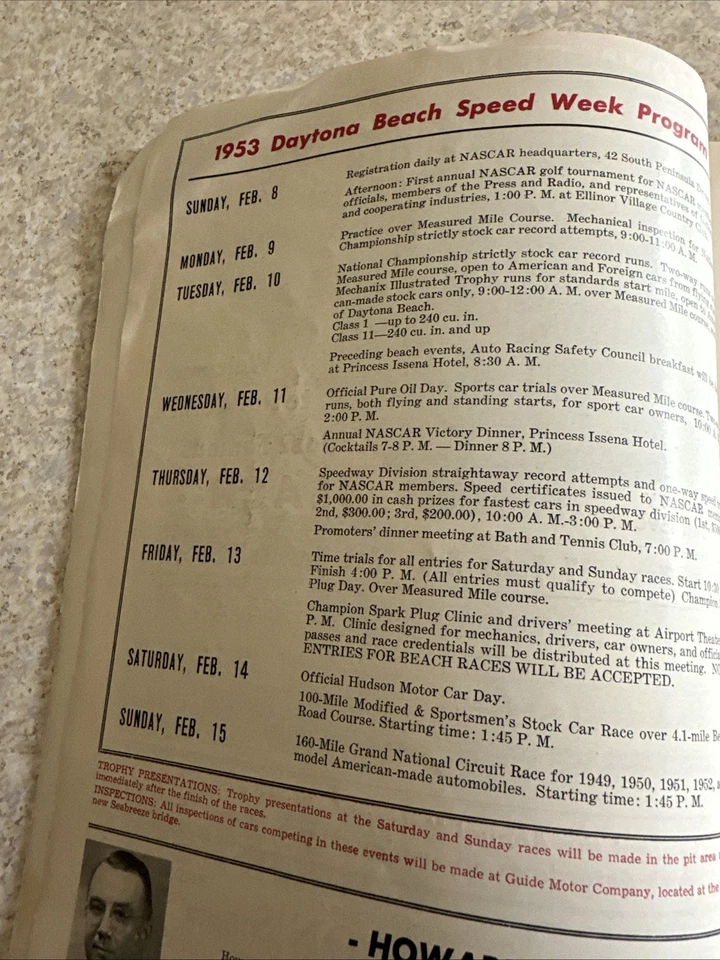 1953 Daytona Beach Speed Week Program
SUNDAY, FEB. 8
Registration daily at NASCAR headquarters, 42 South Peninsula
Afternoon: First annual NASCAR golf tournament for NASCAR
officials, members of the Press and Radio, and representatives of
and cooperating industries, 1:00 P. M. at Ellinor Village Country
MONDAY, FEB. 9
Practice over Measured Mile Course. Mechanical inspection for
Championship strictly stock car record attempts, 9:00-11:00 A. M.
TUESDAY, FEB. 10
National Championship strictly stock car record runs. Two-way runs
Measured Mile course, open to American and Foreign cars from flying
Mechanix Illustrated Trophy runs for standards start mile, open to
can-made stock cars only, 9:00-12:00 A. M. over Measured Mile course
of Daytona Beach.
Class 1 —up to 240 cu. in.
Class 11—240 cu. in. and up
Preceding beach events, Auto Racing Safety Council breakfast will be
at Princess Issena Hotel, 8:30 A. M.
WEDNESDAY, FEB. 11
Official Pure Oil Day. Sports car trials over Measured Mile course.
runs, both flying and standing starts, for sport car owners, 10:00
2:00 P. M.
Annual NASCAR Victory Dinner, Princess Issena Hotel.
(Cocktails 7-8 P. M. — Dinner 8 P. M.)
THURSDAY, FEB. 12
Speedway Division straightaway record attempts and one-way speed
for NASCAR members. Speed certificates issued to NASCAR
$1,000.00 in cash prizes for fastest cars in speedway division (1st,
2nd, $300.00; 3rd, $200.00), 10:00 A. M.-3:00 P. M.
Promoters' dinner meeting at Bath and Tennis Club, 7:00 P. M.
FRIDAY, FEB. 13
Time trials for all entries for Saturday and Sunday races. Start
Finish 4:00 P. M. (All entries must qualify to compete) Champion
Plug Day. Over Measured Mile course.
Champion Spark Plug Clinic and drivers' meeting at Airport
P. M. Clinic designed for mechanics, drivers, car owners, and
passes and race credentials will be distributed at this meeting.
ENTRIES FOR BEACH RACES WILL BE ACCEPTED.
SATURDAY, FEB. 14
Official Hudson Motor Car Day.
100-Mile Modified & Sportsmen's Stock Car Race over 4.1-mile
Road Course. Starting time: 1:45 P. M.
SUNDAY, FEB. 15
160-Mile Grand National Circuit Race for 1949, 1950, 1951, 1952,
model American-made automobiles. Starting time: 1:45 P. M.
TROPHY PRESENTATIONS: Trophy presentations at the Saturday and Sunday races will be made in the pit area
immediately after the finish of the races.
INSPECTIONS: All inspections of cars competing in these events will be made at Guide Motor Company, located at the
new Seabreeze bridge.
- HOWAR